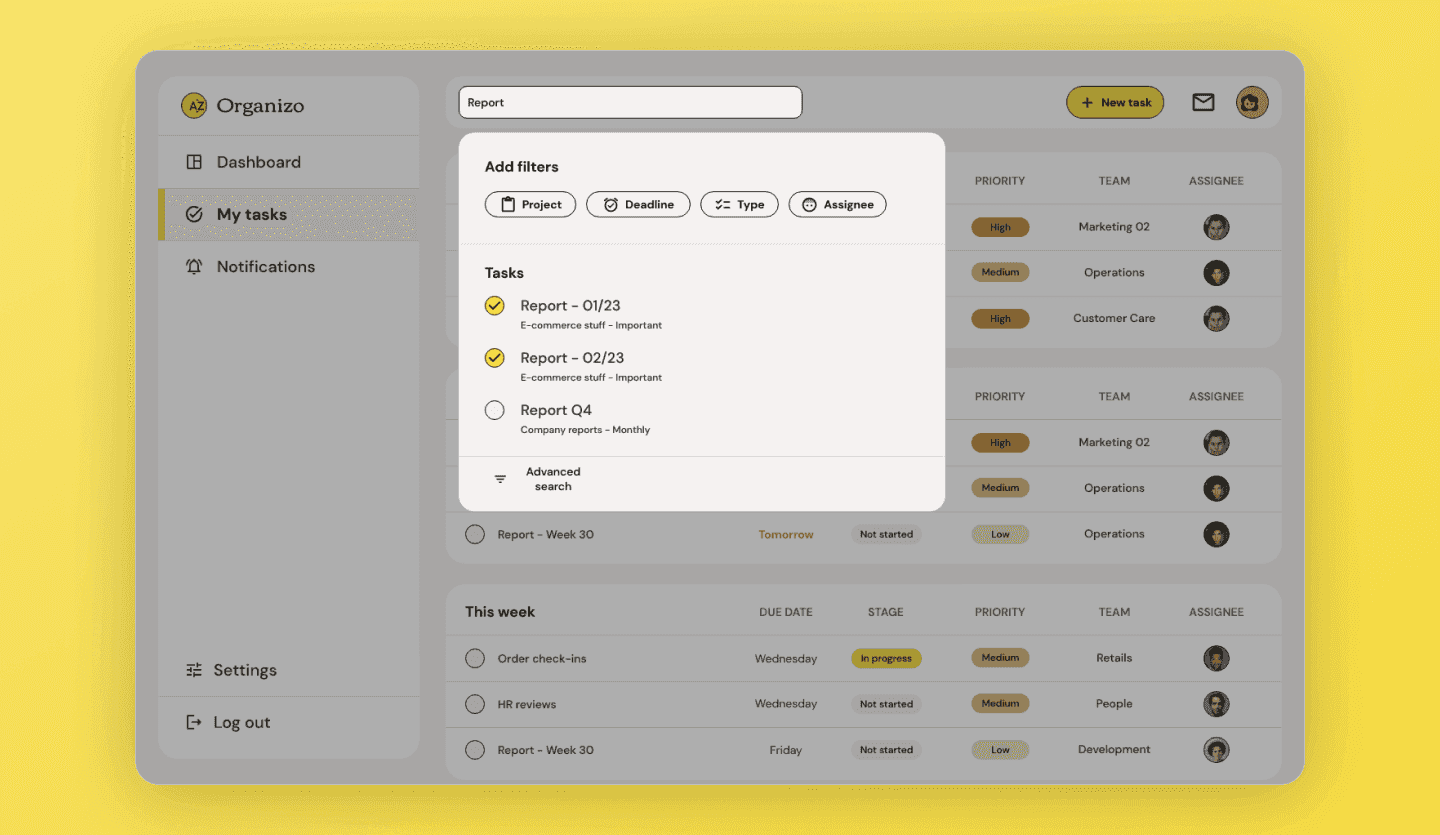 AZ Organizo
Dashboard
My tasks
Notifications
Settings
Log out
Report
+ New task
Add filters
Project Deadline Type Assignee
Tasks
Report - 01/23
E-commerce stuff - Important
Report - 02/23
E-commerce stuff - Important
Report Q4
Company reports - Monthly
Advanced
search
PRIORITY TEAM ASSIGNEE
High Marketing 02
Medium Operations
High Customer Care
PRIORITY TEAM ASSIGNEE
High Marketing 02
Medium Operations
Report - Week 30 Tomorrow Not started Low Operations
This week DUE DATE STAGE PRIORITY TEAM ASSIGNEE
Order check-ins Wednesday In progress Medium Retails
HR reviews Wednesday Not started Medium People
Report - Week 30 Friday Not started Low Development